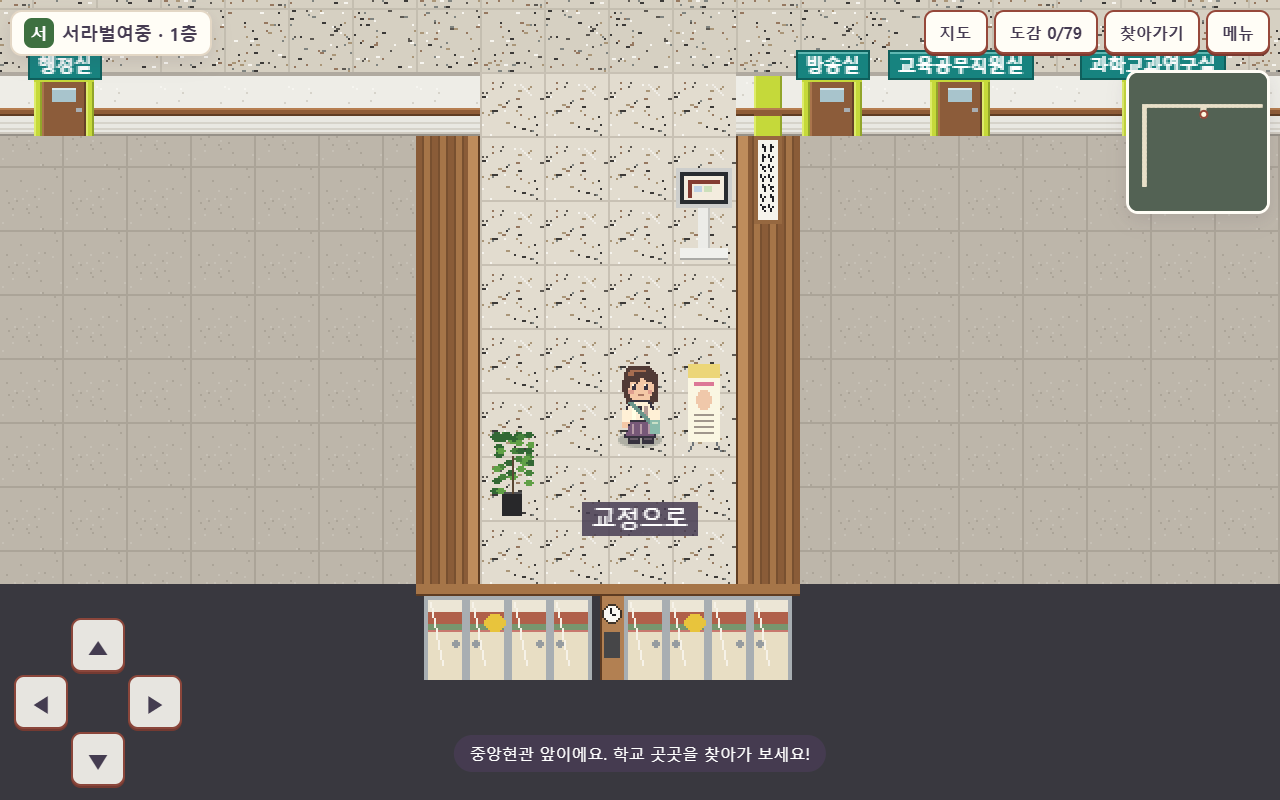 서 서라벌여중 · 1층
지도
도감 0/79
찾아가기
메뉴
행정실
방송실
교육공무직원실
과학교과연구실
교정으로
중앙현관 앞이에요. 학교 곳곳을 찾아가 보세요!